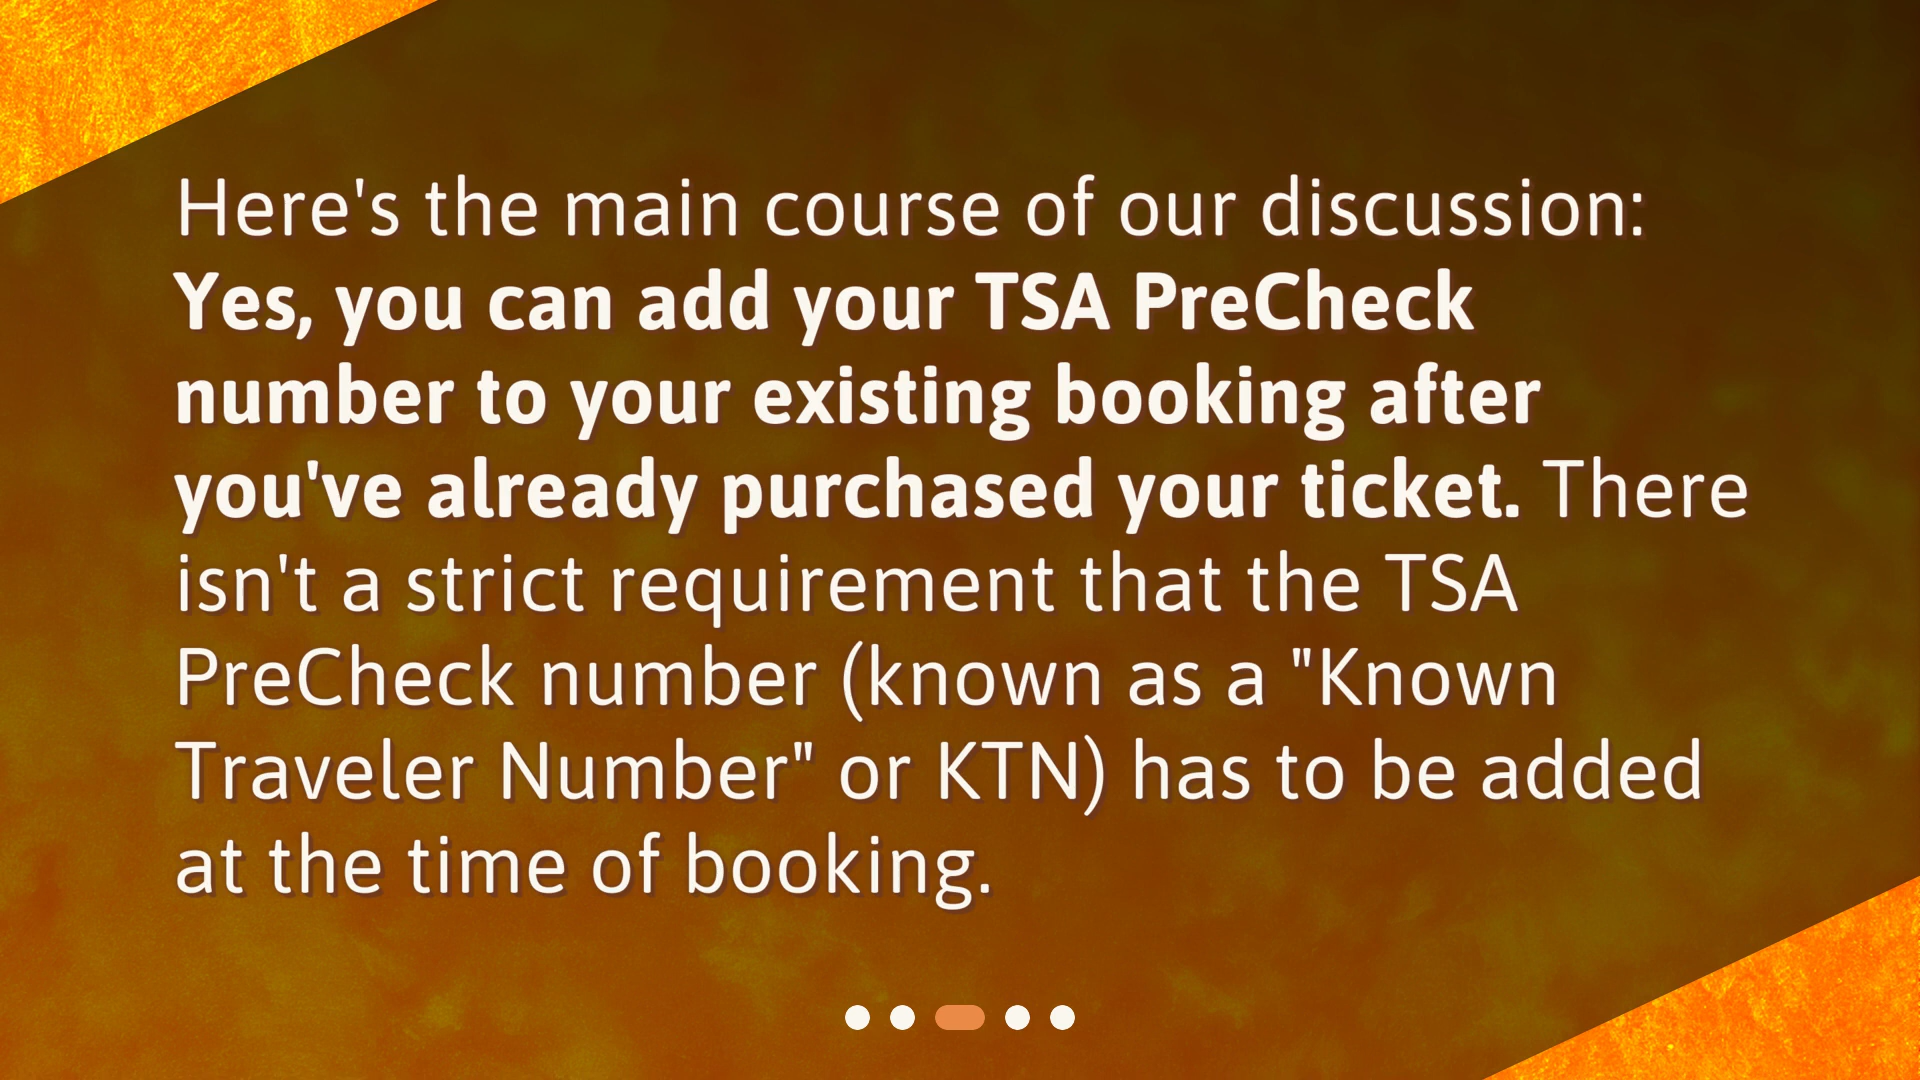 Here's the main course of our discussion:
Yes, you can add your TSA PreCheck
number to your existing booking after
you've already purchased your ticket. There
isn't a strict requirement that the TSA
PreCheck number (known as a "Known
Traveler Number" or KTN) has to be added
at the time of booking.